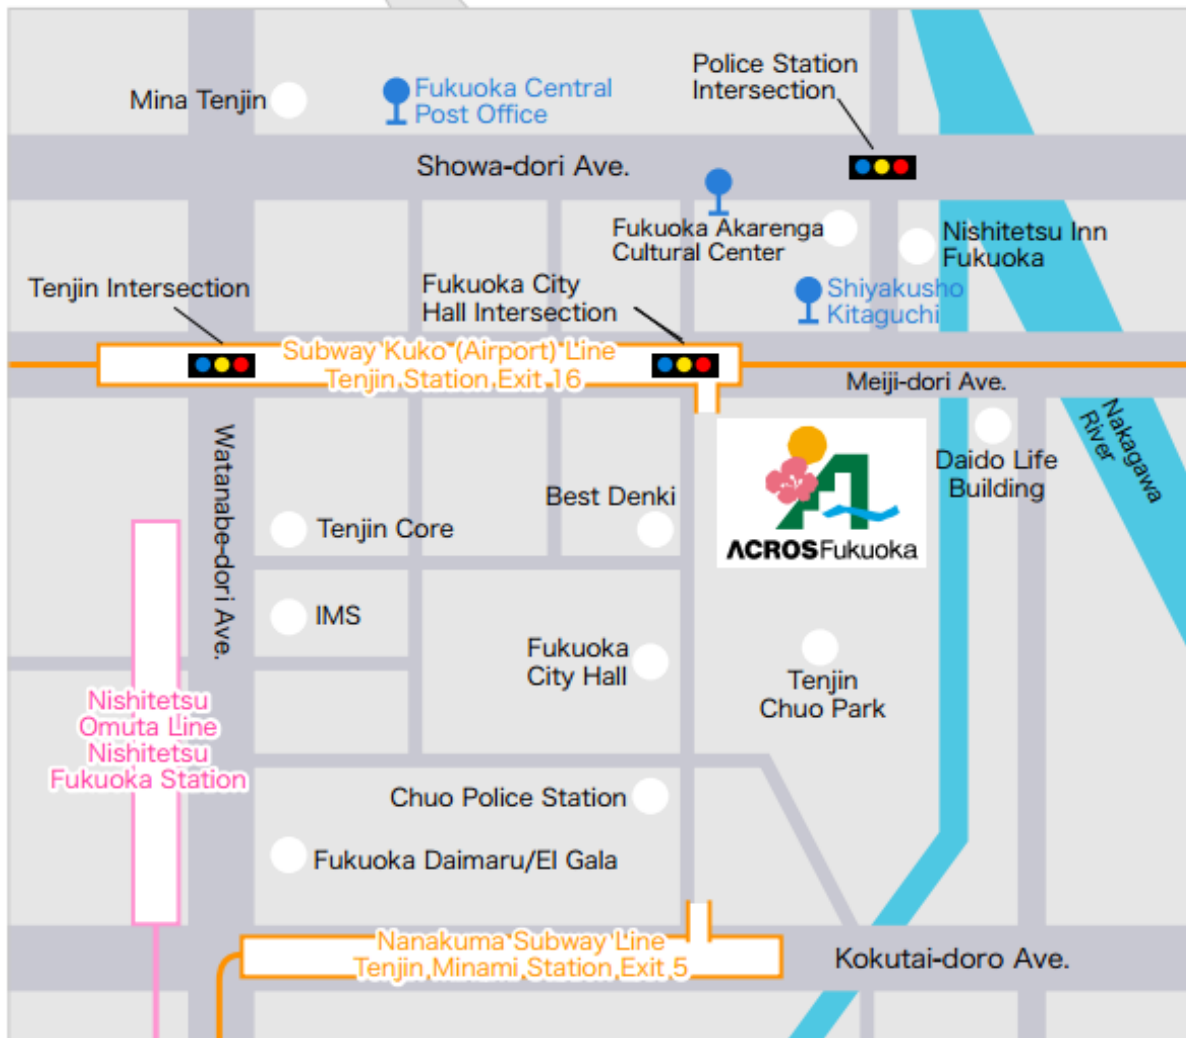 Police Station
Intersection
Mina Tenjin
Fukuoka Central
Post Office
Showa-dori Ave.
Fukuoka Akarenga
Cultural Center
Nishitetsu Inn
Fukuoka
Tenjin Intersection
Fukuoka City
Hall Intersection
Shiyakusho
Kitaguchi
Subway Kuko (Airport) Line
Tenjin Station Exit 16
Meiji-dori Ave.
Nakagawa
River
Watanabe-dori Ave.
Daido Life
Building
Best Denki
Tenjin Core
ACROS Fukuoka
IMS
Fukuoka
City Hall
Tenjin
Chuo Park
Nishitetsu
Omuta Line
Nishitetsu
Fukuoka Station
Chuo Police Station
Fukuoka Daimaru/El Gala
Nanakuma Subway Line
Tenjin Minami Station Exit 5
Kokutai-doro Ave.